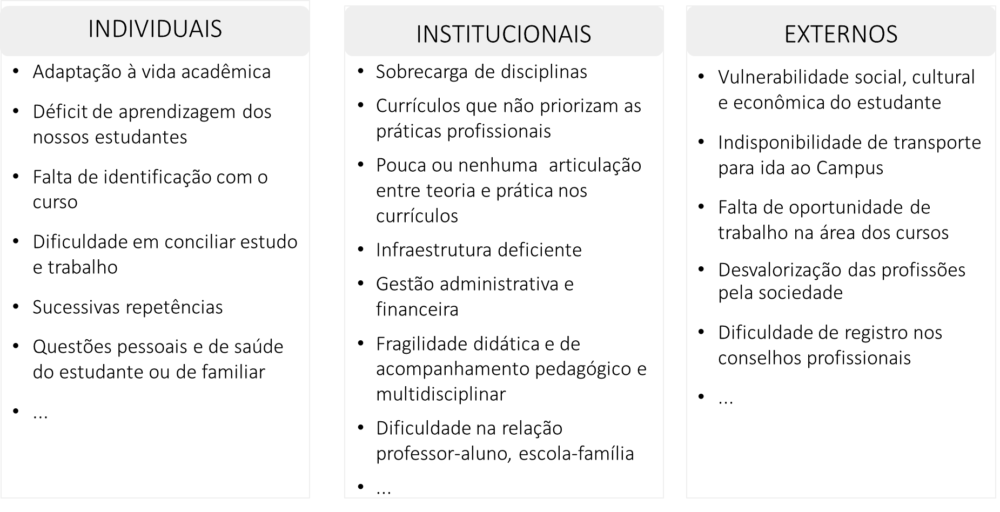 INDIVIDUAIS
• Adaptação à vida acadêmica
• Déficit de aprendizagem dos
nossos estudantes
• Falta de identificação com o
curso
• Dificuldade em conciliar estudo
e trabalho
• Sucessivas repetências
• Questões pessoais e de saúde
do estudante ou de familiar
• ...
INSTITUCIONAIS
• Sobrecarga de disciplinas
• Currículos que não priorizam as
práticas profissionais
• Pouca ou nenhuma articulação
entre teoria e prática nos
currículos
• Infraestrutura deficiente
• Gestão administrativa e
financeira
• Fragilidade didática e de
acompanhamento pedagógico e
multidisciplinar
• Dificuldade na relação
professor-aluno, escola-família
• ...
EXTERNOS
• Vulnerabilidade social, cultural
e econômica do estudante
• Indisponibilidade de transporte
para ida ao Campus
• Falta de oportunidade de
trabalho na área dos cursos
• Desvalorização das profissões
pela sociedade
• Dificuldade de registro nos
conselhos profissionais
• ...